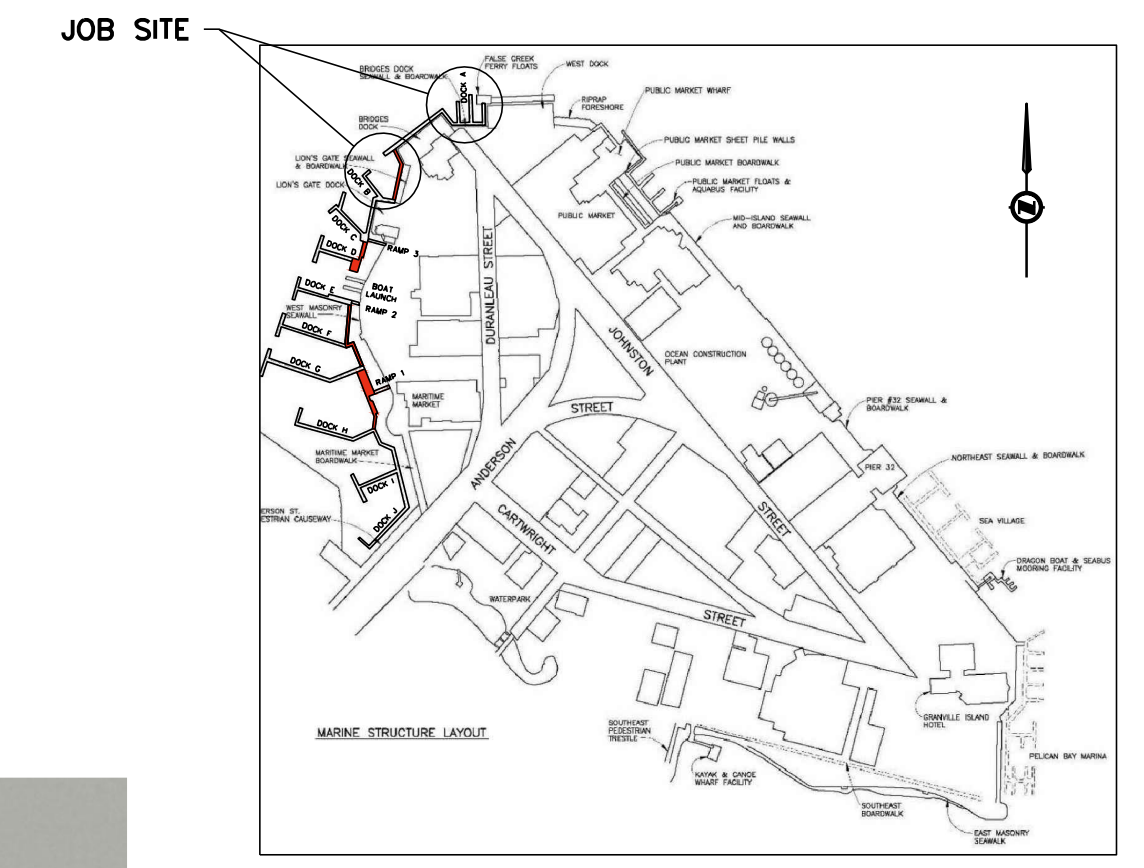 JOB SITE
BRIDGES DOCK
SEAWALL & BOARDWALK
DOCK A
FALSE CREEK
FERRY FLOATS
WEST DOCK
RIPRAP
FORESHORE
PUBLIC MARKET WHARF
BRIDGES
DOCK
PUBLIC MARKET SHEET PILE WALLS
LION'S GATE SEAWALL
& BOARDWALK
PUBLIC MARKET BOARDWALK
DOCK B
LION'S GATE DOCK
PUBLIC MARKET FLOATS &
AQUABUS FACILITY
PUBLIC MARKET
MID-ISLAND SEAWALL
AND BOARDWALK
N
DOCK C
DOCK D
RAMP 3
DURANLEAU STREET
DOCK E
BOAT
LAUNCH
RAMP 2
WEST MASONRY
SEAWALL
DOCK F
JOHNSTON
OCEAN CONSTRUCTION
PLANT
DOCK G
RAMP 1
MARITIME
MARKET
STREET
PIER #32 SEAWALL &
BOARDWALK
DOCK H
MARITIME MARKET
BOARDWALK
ANDERSON
PIER 32
NORTHEAST SEAWALL & BOARDWALK
DOCK I
CARTWRIGHT
STREET
ERSON ST.
ESTRIAN CAUSEWAY
DOCK J
SEA VILLAGE
DRAGON BOAT & SEABUS
MOORING FACILITY
WATERPARK
STREET
MARINE STRUCTURE LAYOUT
SOUTHEAST
PEDESTRIAN
TRESTLE
GRANVILLE ISLAND
HOTEL
PELICAN BAY MARINA
KAYAK & CANOE
WHARF FACILITY
SOUTHEAST
BOARDWALK
EAST MASONRY
SEAWALK